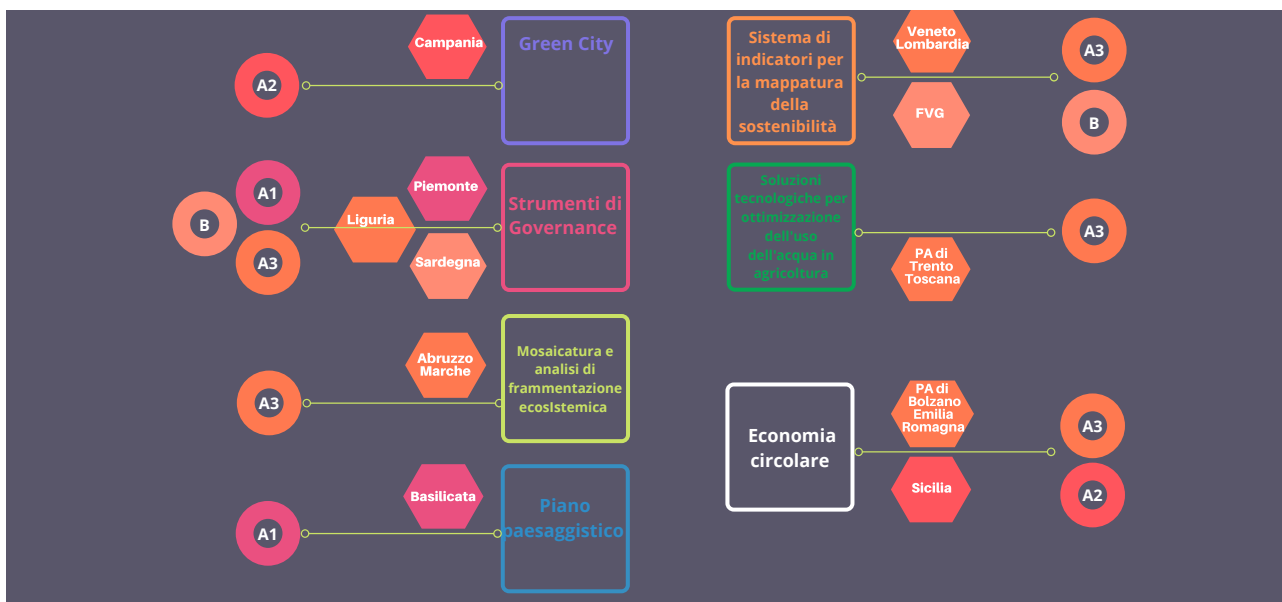 Campania
Green City
A2
A1
Piemonte
B
Liguria
Strumenti di
Governance
A3
Sardegna
Abruzzo
Marche
Mosaicatura e
analisi di
frammentazione
ecosIstemica
A3
Basilicata
Piano
paesaggistico
A1
Sistema di
indicatori per
la mappatura
della
sostenibilità
Veneto
Lombardia
A3
FVG
B
Soluzioni
tecnologiche per
ottimizzazione
dell'uso
dell'acqua in
agricoltura
PA di
Trento
Toscana
A3
Economia
circolare
PA di
Bolzano
Emilia
Romagna
A3
Sicilia
A2